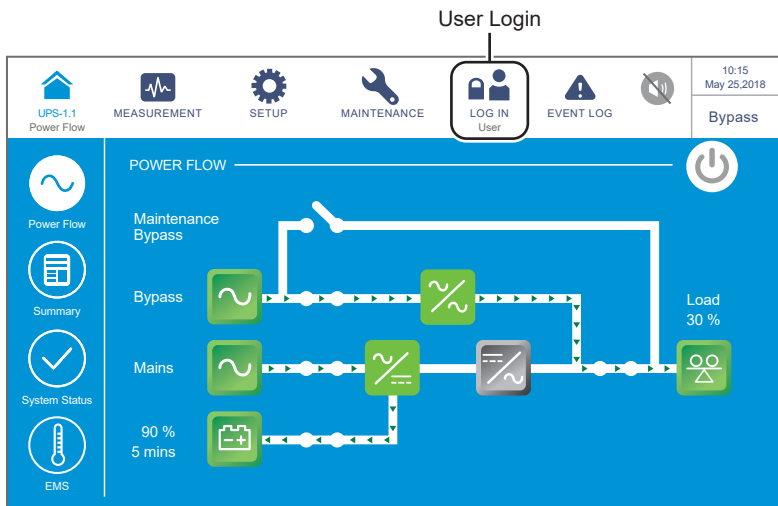 User Login
UPS-1.1
Power Flow
MEASUREMENT
SETUP
MAINTENANCE
LOG IN
User
EVENT LOG
10:15
May 25,2018
Bypass
POWER FLOW
Power Flow
Summary
System Status
EMS
Maintenance
Bypass
Bypass
Mains
90 %
5 mins
Load
30 %